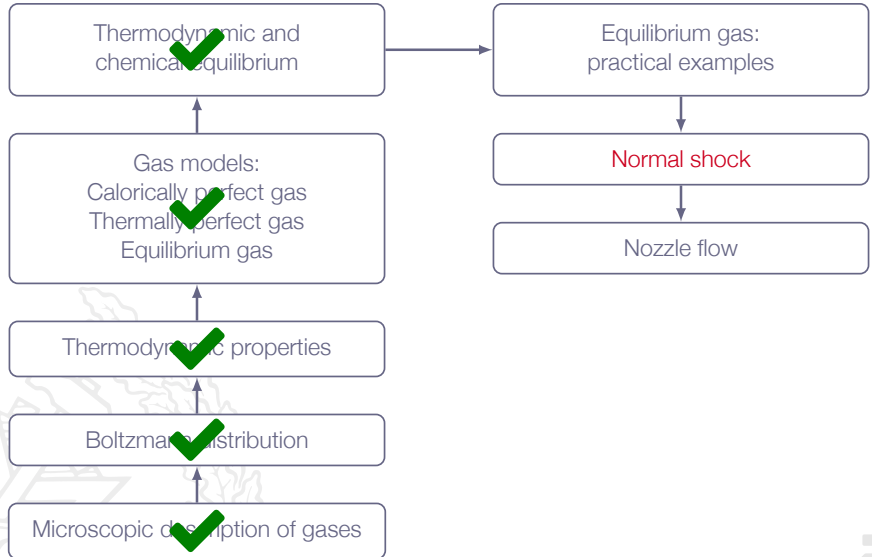 Thermodynamic and
chemical equilibrium
Equilibrium gas:
practical examples
Gas models:
Calorically perfect gas
Thermally perfect gas
Equilibrium gas
Normal shock
Nozzle flow
Thermodynamic properties
Boltzmann distribution
Microscopic description of gases